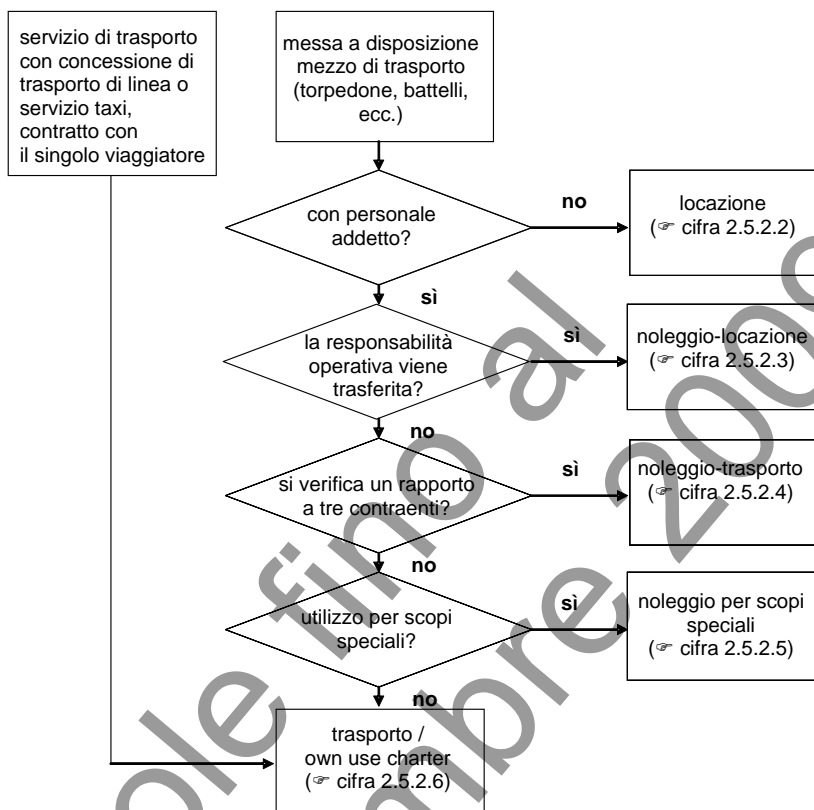 servizio di trasporto
con concessione di
trasporto di linea o
servizio taxi,
contratto con
il singolo viaggiatore
messa a disposizione
mezzo di trasporto
(torpedone, battelli,
ecc.)
con personale
addetto?
no
locazione
(☞ cifra 2.5.2.2)
sì
la responsabilità
operativa viene
trasferita?
sì
noleggio-locazione
(☞ cifra 2.5.2.3)
no
si verifica un rapporto
a tre contraenti?
sì
noleggio-trasporto
(☞ cifra 2.5.2.4)
no
utilizzo per scopi
speciali?
sì
noleggio per scopi
speciali
(☞ cifra 2.5.2.5)
no
trasporto /
own use charter
(☞ cifra 2.5.2.6)
fino al